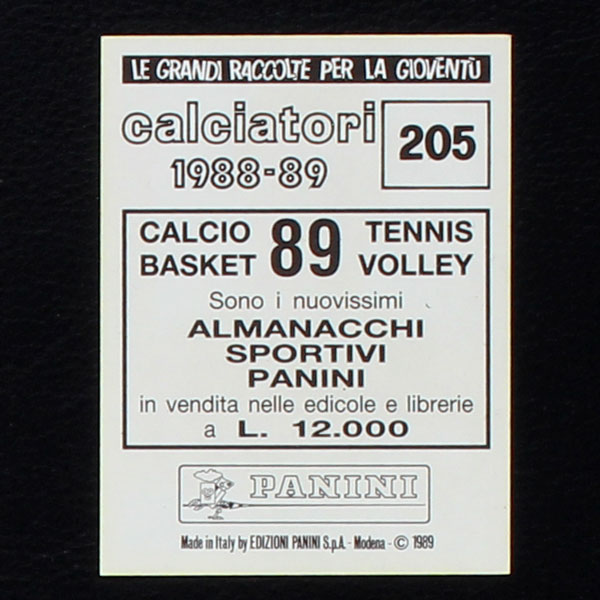 LE GRANDI RACCOLTE PER LA GIOVENTÙ
calciatori 205
1988-89
CALCIO 89 TENNIS
BASKET VOLLEY
Sono i nuovissimi
ALMANACCHI
SPORTIVI
PANINI
in vendita nelle edicole e librerie
a L. 12.000
PANINI
Made in Italy by EDIZIONI PANINI S.p.A. - Modena - © 1989